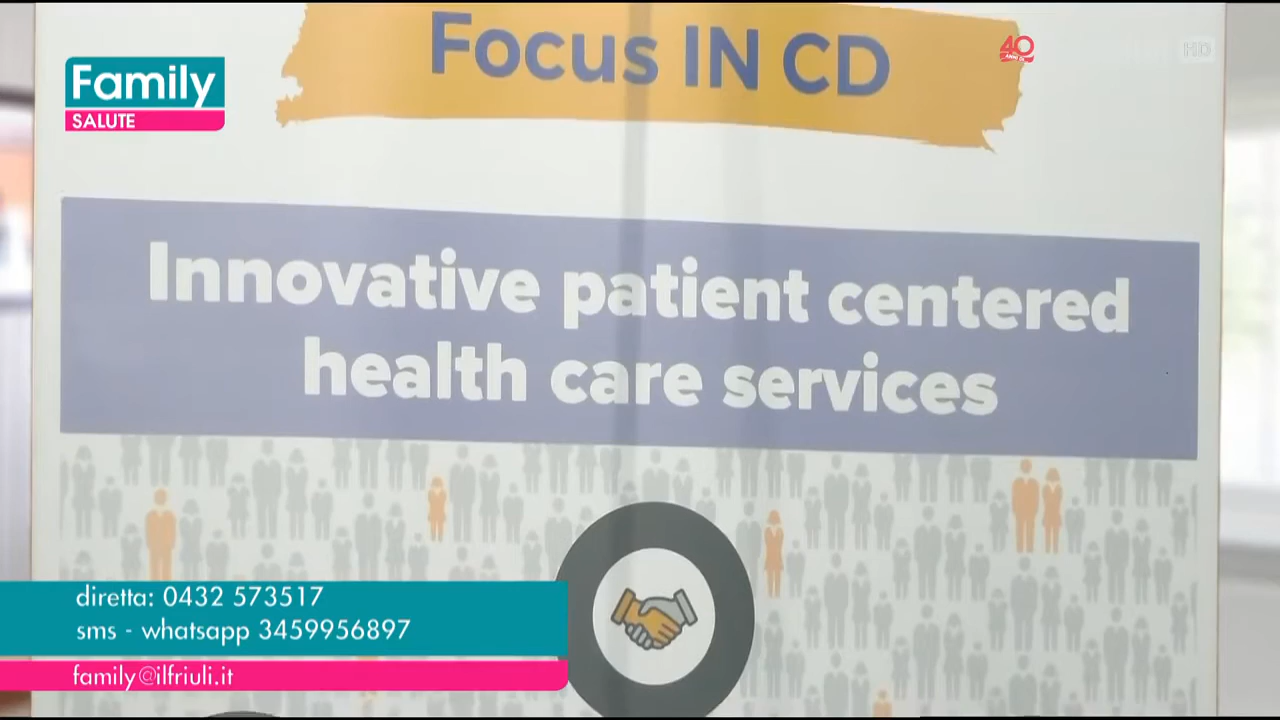 Focus IN CD
40
HD
Family
SALUTE
Innovative patient centered
health care services
diretta: 0432 573517
sms - whatsapp 3459956897
family@ilfriuli.it